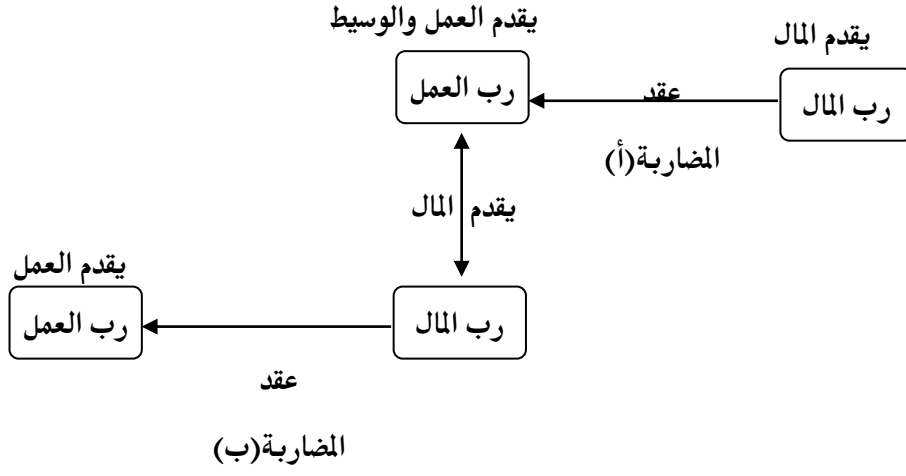 يقدم العمل والوسيط
يقدم المال
رب المال
عقد
رب العمل
المضاربة(أ)
يقدم المال
يقدم العمل
رب المال
رب العمل
عقد
المضاربة(ب)